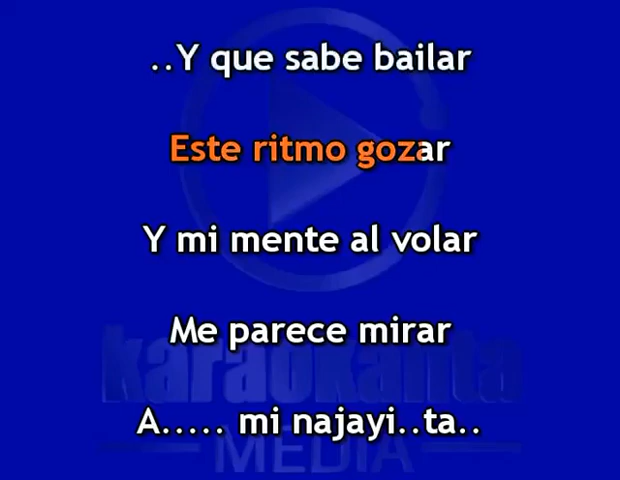 ..Y que sabe bailar
Este ritmo gozar
Y mi mente al volar
Me parece mirar
karaokanta
A..... mi najayi..ta..
MEDIA